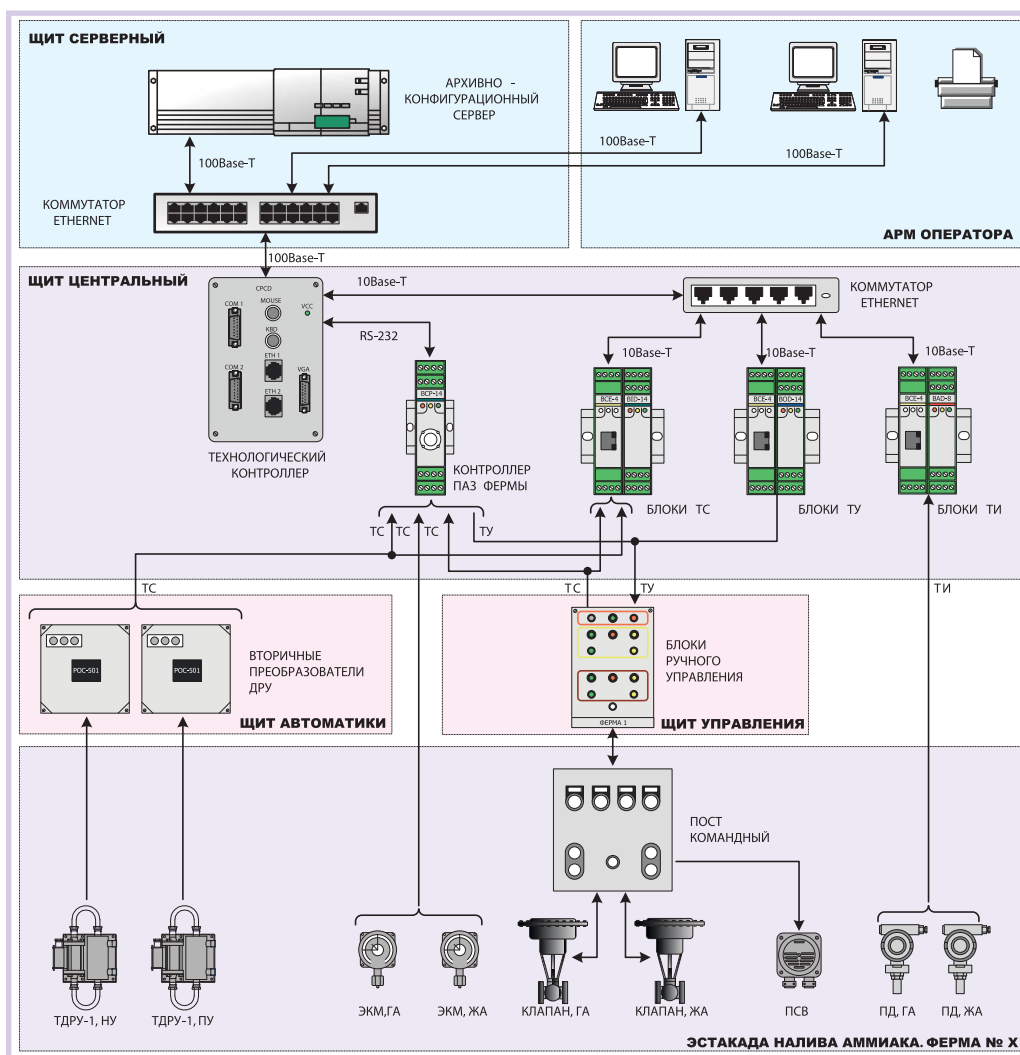 ЩИТ СЕРВЕРНЫЙ
АРХИВНО -
КОНФИГУРАЦИОННЫЙ
СЕРВЕР
100Base-T
100Base-T
100Base-T
КОММУТАТОР
ETHERNET
АРМ ОПЕРАТОРА
100Base-T
ЩИТ ЦЕНТРАЛЬНЫЙ
CPCD
COM 1
MOUSE
VCC
KBD
ETH 1
COM 2
VGA
ETH 2
ТЕХНОЛОГИЧЕСКИЙ
КОНТРОЛЛЕР
10Base-T
RS-232
КОММУТАТОР
ETHERNET
10Base-T
10Base-T
10Base-T
BCP-14
BCE-4
BID-14
BCE-4
BOD-14
BCE-4
BAD-8
КОНТРОЛЛЕР
ПАЗ ФЕРМЫ
БЛОКИ ТС
БЛОКИ ТУ
БЛОКИ ТИ
ТС
ТС
ТС
ТУ
ТС
ТС
ТУ
ТИ
РОС-501
РОС-501
ВТОРИЧНЫЕ
ПРЕОБРАЗОВАТЕЛИ
ДРУ
ЩИТ АВТОМАТИКИ
ФЕРМА 1
БЛОКИ
РУЧНОГО
УПРАВЛЕНИЯ
ЩИТ УПРАВЛЕНИЯ
ПОСТ
КОМАНДНЫЙ
ТДРУ-1, НУ
ТДРУ-1, ПУ
ЭКМ,ГА
ЭКМ, ЖА
КЛАПАН, ГА
КЛАПАН, ЖА
ПСВ
ПД, ГА
ПД, ЖА
ЭСТАКАДА НАЛИВА АММИАКА. ФЕРМА № X